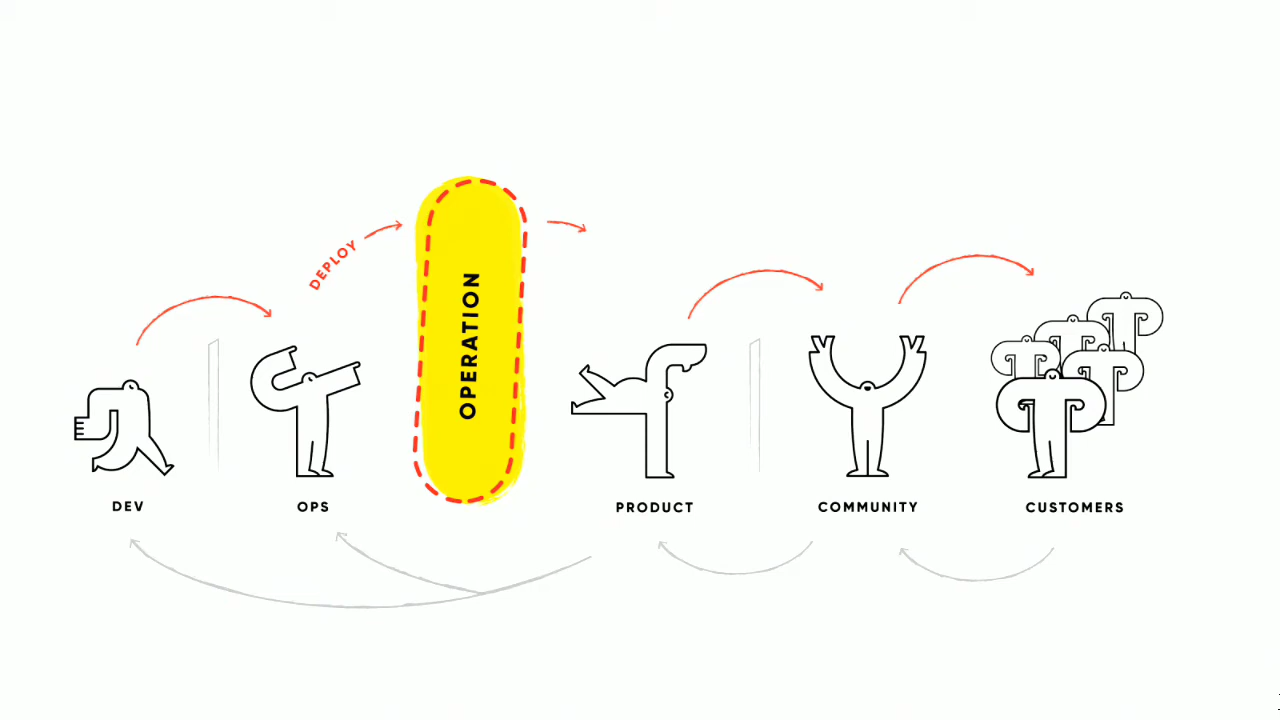 DEPLOY
OPERATION
DEV
OPS
PRODUCT
COMMUNITY
CUSTOMERS